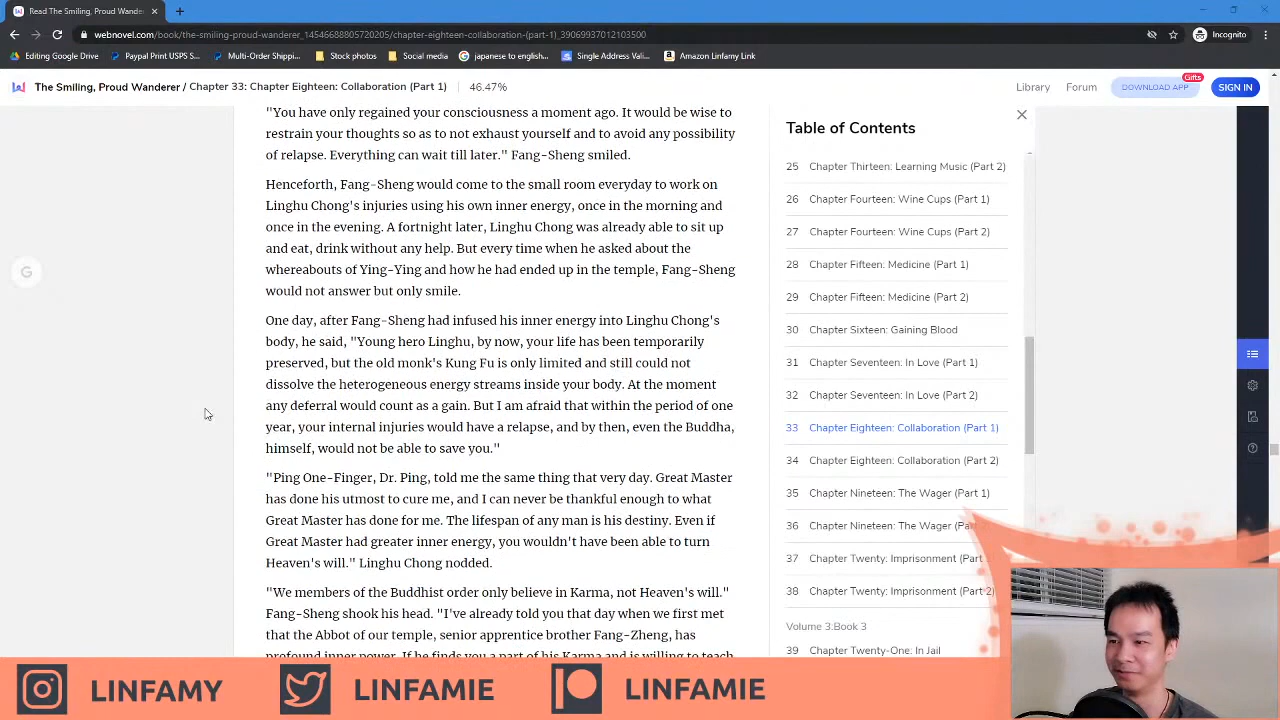 Read The Smiling, Proud Wander
webnovel.com/book/the-smiling-proud-wanderer_14546688805720205/chapter-eighteen-collaboration-(part-1)_39069937012103500
Incognito
Editing Google Drive
Paypal Print USPS S...
Multi-Order Shippi...
Stock photos
Social media
japanese to english...
Single Address Vali...
Amazon Linfamy Link
The Smiling, Proud Wanderer / Chapter 33: Chapter Eighteen: Collaboration (Part 1)
46.47%
Library
Forum
DOWNLOAD APP
Gifts
SIGN IN
"You have only regained your consciousness a moment ago. It would be wise to
restrain your thoughts so as to not exhaust yourself and to avoid any possibility
of relapse. Everything can wait till later." Fang-Sheng smiled.
Henceforth, Fang-Sheng would come to the small room everyday to work on
Linghu Chong's injuries using his own inner energy, once in the morning and
once in the evening. A fortnight later, Linghu Chong was already able to sit up
and eat, drink without any help. But every time when he asked about the
whereabouts of Ying-Ying and how he had ended up in the temple, Fang-Sheng
would not answer but only smile.
One day, after Fang-Sheng had infused his inner energy into Linghu Chong's
body, he said, "Young hero Linghu, by now, your life has been temporarily
preserved, but the old monk's Kung Fu is only limited and still could not
dissolve the heterogeneous energy streams inside your body. At the moment
any deferral would count as a gain. But I am afraid that within the period of one
year, your internal injuries would have a relapse, and by then, even the Buddha,
himself, would not be able to save you."
"Ping One-Finger, Dr. Ping, told me the same thing that very day. Great Master
has done his utmost to cure me, and I can never be thankful enough to what
Great Master has done for me. The lifespan of any man is his destiny. Even if
Great Master had greater inner energy, you wouldn't have been able to turn
Heaven's will." Linghu Chong nodded.
"We members of the Buddhist order only believe in Karma, not Heaven's will."
Fang-Sheng shook his head. "I've already told you that day when we first met
that the Abbot of our temple, senior apprentice brother Fang-Zheng, has
profound inner power. If he finds you a part of his Karma and is willing to teach
Table of Contents
25 Chapter Thirteen: Learning Music (Part 2)
26 Chapter Fourteen: Wine Cups (Part 1)
27 Chapter Fourteen: Wine Cups (Part 2)
28 Chapter Fifteen: Medicine (Part 1)
29 Chapter Fifteen: Medicine (Part 2)
30 Chapter Sixteen: Gaining Blood
31 Chapter Seventeen: In Love (Part 1)
32 Chapter Seventeen: In Love (Part 2)
33 Chapter Eighteen: Collaboration (Part 1)
34 Chapter Eighteen: Collaboration (Part 2)
35 Chapter Nineteen: The Wager (Part 1)
36 Chapter Nineteen: The Wager (Par
37 Chapter Twenty: Imprisonment (Part
38 Chapter Twenty: Imprisonment (Part 2)
Volume 3:Book 3
39 Chapter Twenty-One: In Jail
G
LINFAMY
LINFAMIE
LINFAMIE